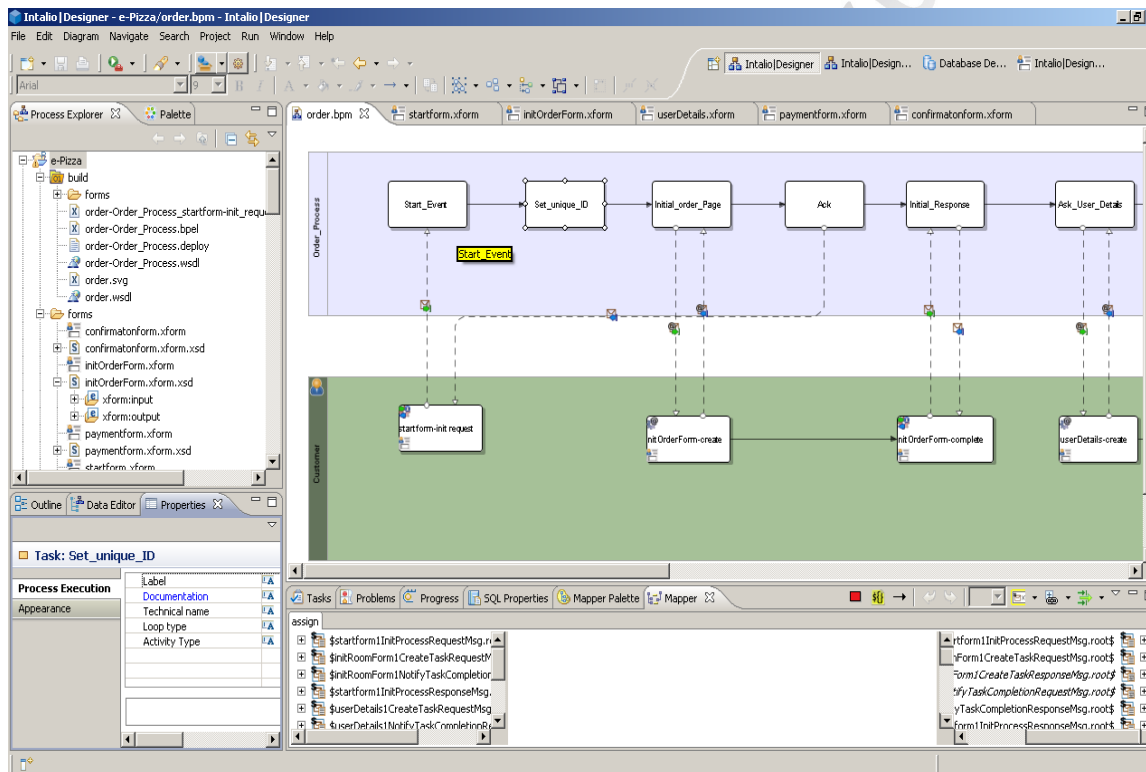 Intalio|Designer - e-Pizza/order.bpm - Intalio|Designer
File Edit Diagram Navigate Search Project Run Window Help
Intalio|Designer Intalio|Design... Database De... Intalio|Design...
Arial 9 B I A
Process Explorer Palette
order.bpm startform.xform initOrderForm.xform userDetails.xform paymentform.xform confirmatonform.xform
e-Pizza
build
forms
order-Order_Process_startform-init_requ
order-Order_Process.bpel
order-Order_Process.deploy
order-Order_Process.wsdl
order.svg
order.wsdl
forms
confirmatonform.xform
confirmatonform.xform.xsd
initOrderForm.xform
initOrderForm.xform.xsd
xform:input
xform:output
paymentform.xform
paymentform.xform.xsd
startform.xform
Order_Process
Start_Event Set_unique_ID Initial_order_Page Ack Initial_Response Ask_User_Details
Start_Event
Customer
startform-init request nitOrderForm-create nitOrderForm-complete userDetails-create
Outline Data Editor Properties
Task: Set_unique_ID
Process Execution
Appearance
Label
Documentation
Technical name
Loop type
Activity Type
Tasks Problems Progress SQL Properties Mapper Palette Mapper
assign
$startform1InitProcessRequestMsg.r
$initRoomForm1CreateTaskRequestM
$initRoomForm1NotifyTaskCompletion
$startform1InitProcessResponseMsg.
$userDetails1CreateTaskRequestMsg
$userDetails1NotifyTaskCompletionRe
rtform1InitProcessRequestMsg.root$
Form1CreateTaskRequestMsg.root$
Form1CreateTaskResponseMsg.root$
tifyTaskCompletionRequestMsg.root$
yTaskCompletionResponseMsg.root$
form1InitProcessResponseMsg.root$